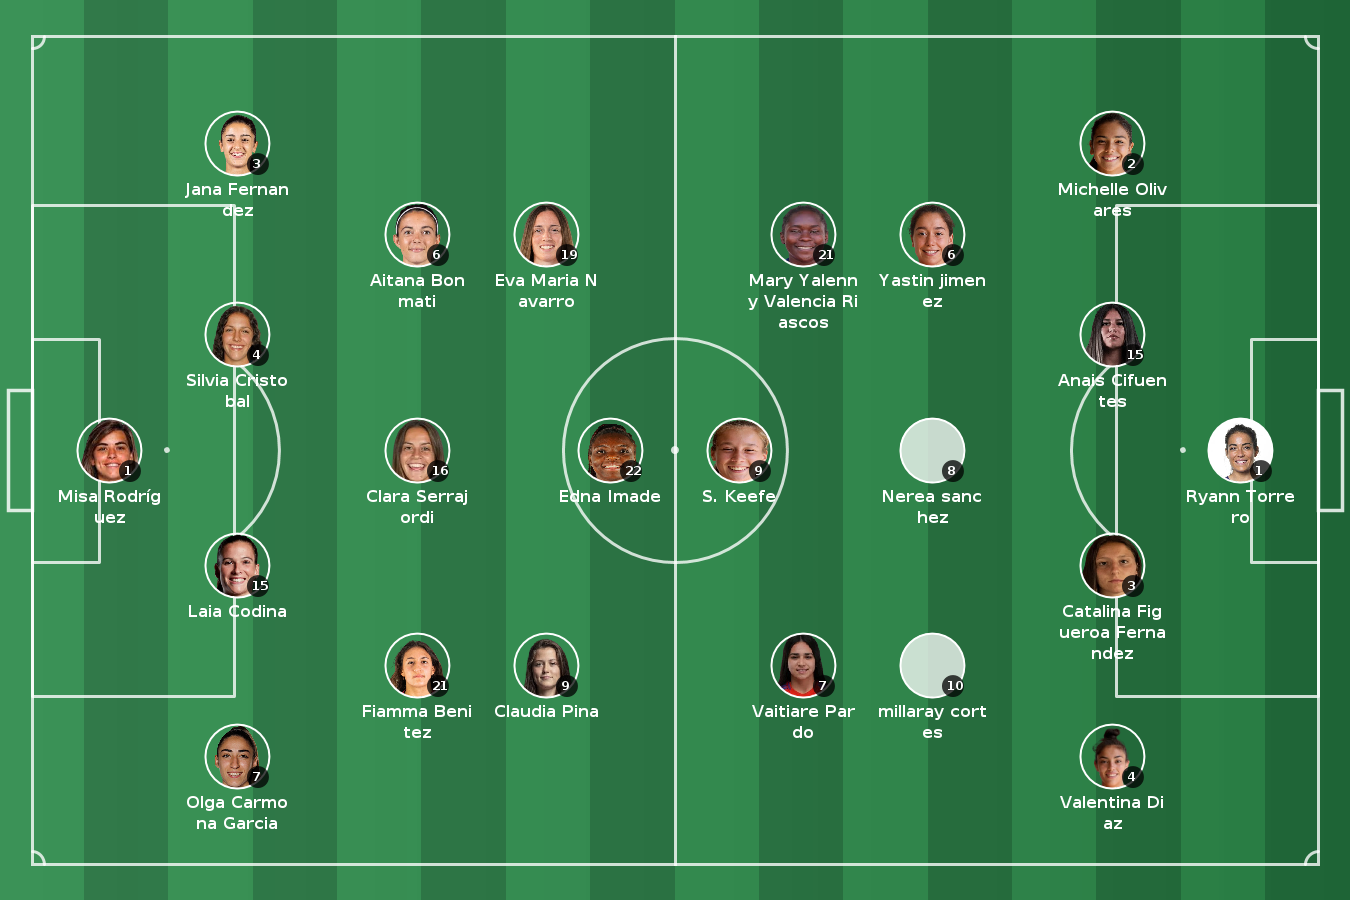 3
Jana Fernan
dez
2
Michelle Oliv
ares
6
Aitana Bon
mati
19
Eva Maria N
avarro
21
Mary Yalenn
y Valencia Ri
ascos
6
Yastin jimen
ez
4
Silvia Cristo
bal
15
Anais Cifuen
tes
1
Misa Rodríg
uez
16
Clara Serraj
ordi
22
Edna Imade
9
S. Keefe
8
Nerea sanc
hez
1
Ryann Torre
ro
15
Laia Codina
3
Catalina Fig
ueroa Ferna
ndez
21
Fiamma Beni
tez
9
Claudia Pina
7
Vaitiare Par
do
10
millaray cort
es
7
Olga Carmo
na Garcia
4
Valentina Di
az